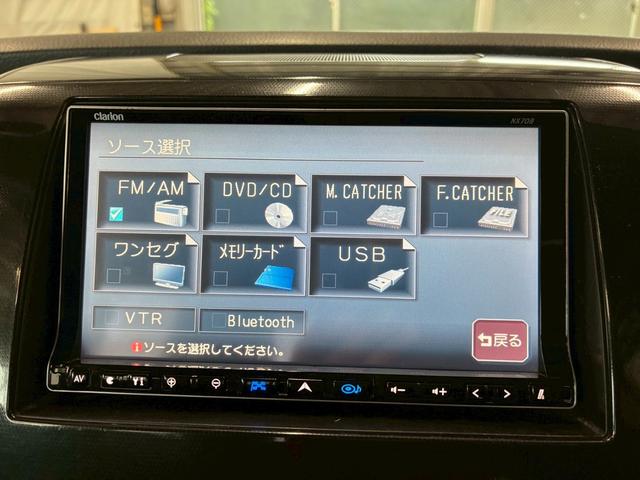 Clarion
NX708
ソース選択
FM/AM
DVD/CD
M.CATCHER
F.CATCHER
FILE
ワンセグ
メモリーカード
USB
VTR
Bluetooth
ソースを選択してください。
戻る
AV